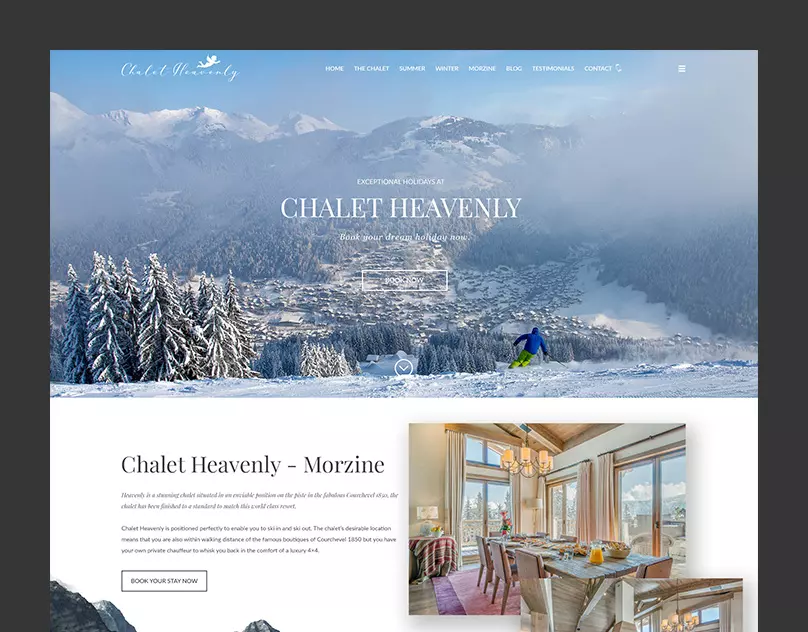 Chalet Heavenly
HOME THE CHALET SUMMER WINTER MORZINE BLOG TESTIMONIALS CONTACT
EXCEPTIONAL HOLIDAYS AT
CHALET HEAVENLY
Book your dream holiday now.
BOOK NOW
Chalet Heavenly - Morzine
Heavenly is a stunning chalet situated in an enviable position on the piste in the fabulous Courchevel 1850, the
chalet has been finished to a standard to match this world class resort.
Chalet Heavenly is positioned perfectly to enable you to ski in and ski out. The chalet's desirable location
means that you are also within walking distance of the famous boutiques of Courchevel 1850 but you have
your own private chauffeur to whisk you back in the comfort of a luxury 4×4.
BOOK YOUR STAY NOW